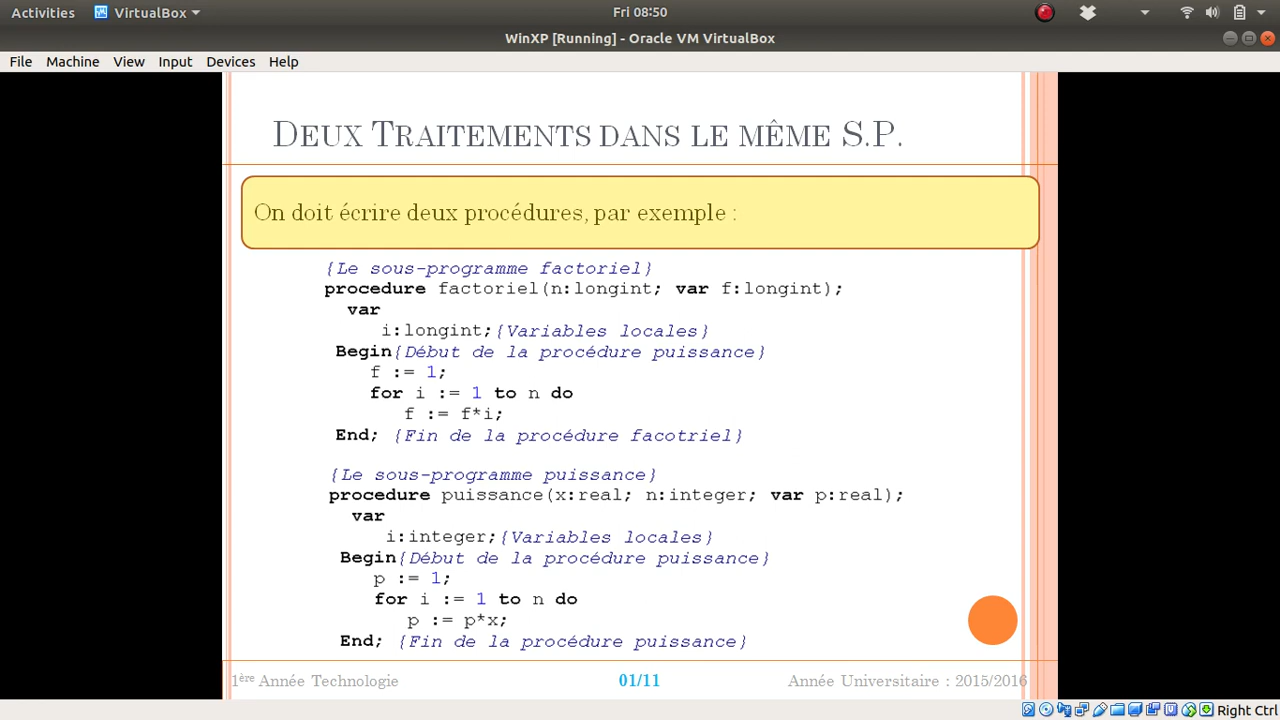 Activities VirtualBox Fri 08:50
WinXP [Running] - Oracle VM VirtualBox
File Machine View Input Devices Help
DEUX TRAITEMENTS DANS LE MÊME S.P.
On doit écrire deux procédures, par exemple :
{Le sous-programme factoriel}
procedure factoriel(n:longint; var f:longint);
var
i:longint;{Variables locales}
Begin{Début de la procédure puissance}
f := 1;
for i := 1 to n do
f := f*i;
End; {Fin de la procédure facotriel}
{Le sous-programme puissance}
procedure puissance(x:real; n:integer; var p:real);
var
i:integer;{Variables locales}
Begin{Début de la procédure puissance}
p := 1;
for i := 1 to n do
p := p*x;
End; {Fin de la procédure puissance}
1ère Année Technologie 01/11 Année Universitaire : 2015/2016
Right Ctrl